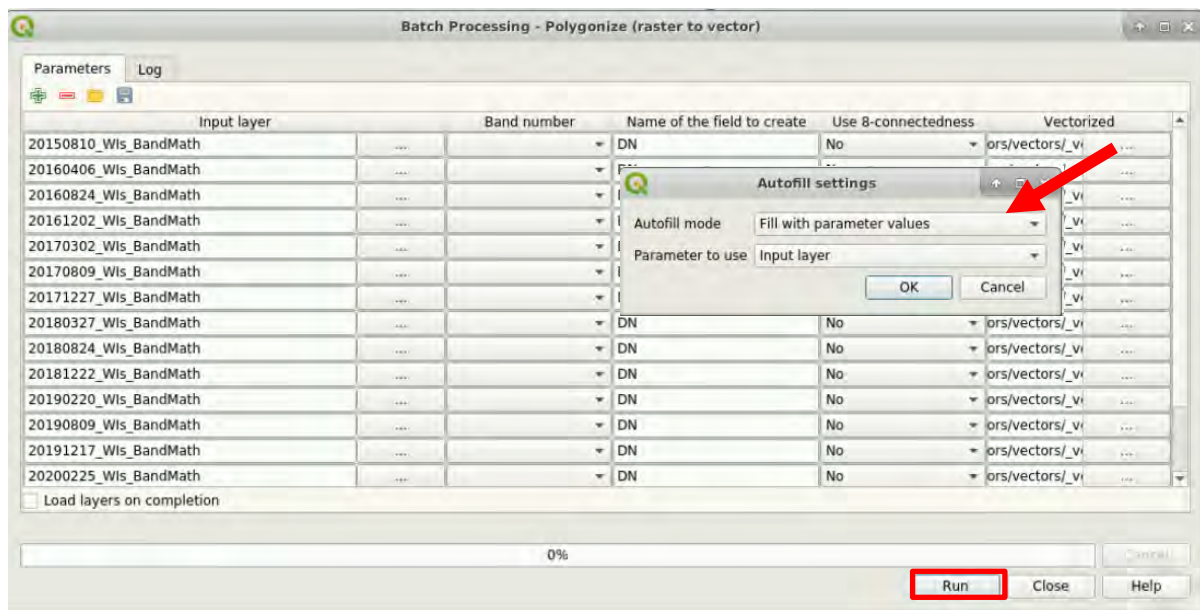 Batch Processing - Polygonize (raster to vector)
Parameters Log
Input layer Band number Name of the field to create Use 8-connectedness Vectorized
20150810_WIs_BandMath ... DN No ors/vectors/_v ...
20160406_WIs_BandMath ... ...
20160824_WIs_BandMath ... _v ...
20161202_WIs_BandMath ... _v ...
20170302_WIs_BandMath ... _v ...
20170809_WIs_BandMath ... _v ...
20171227_WIs_BandMath ... _v ...
Autofill settings
Autofill mode Fill with parameter values
Parameter to use Input layer
OK Cancel
20180327_WIs_BandMath ... DN No ors/vectors/_v ...
20180824_WIs_BandMath ... DN No ors/vectors/_v ...
20181222_WIs_BandMath ... DN No ors/vectors/_v ...
20190220_WIs_BandMath ... DN No ors/vectors/_v ...
20190809_WIs_BandMath ... DN No ors/vectors/_v ...
20191217_WIs_BandMath ... DN No ors/vectors/_v ...
20200225_WIs_BandMath ... DN No ors/vectors/_v ...
Load layers on completion
0% Cancel
Run Close Help